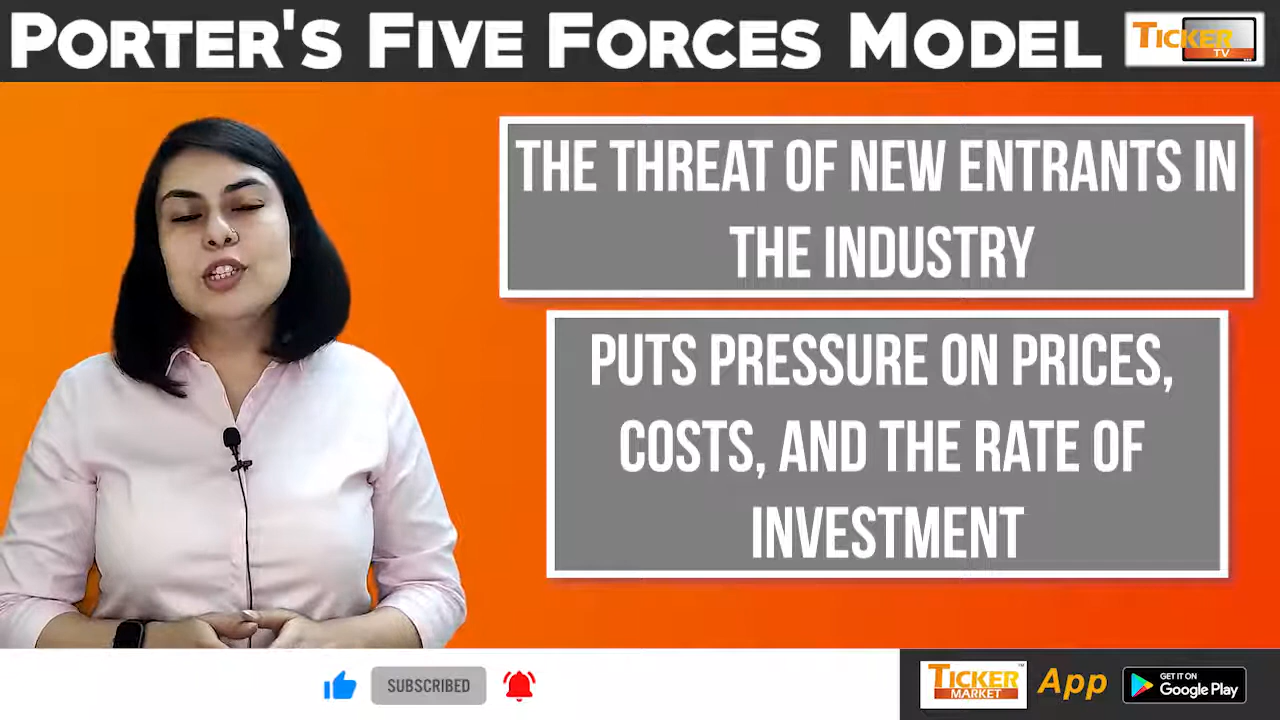 PORTER'S FIVE FORCES MODEL
TICKER
TV
THE THREAT OF NEW ENTRANTS IN
THE INDUSTRY
PUTS PRESSURE ON PRICES,
COSTS, AND THE RATE OF
INVESTMENT
SUBSCRIBED
TICKER
MARKET
App
GET IT ON
Google Play